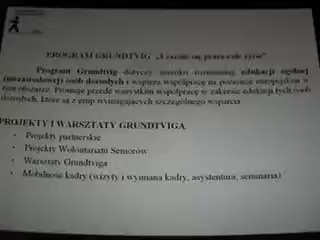 PROGRAM GRUNDTVIG „Uczenie się przez całe życie”
Program Grundtvig dotyczy szeroko rozumianej edukacji ogólnej
(niezawodowej) osób dorosłych i wspiera współpracę na poziomie europejskim w
tym obszarze. Promuje przede wszystkim współpracę w zakresie edukacji tych osób
dorosłych, które są z grup wymagających szczególnego wsparcia
PROJEKTY I WARSZTATY GRUNDTVIGA
• Projekty partnerskie
• Projekty Wolontariatu Seniorów
• Warsztaty Grundtviga
• Mobilność kadry (wizyty i wymiana kadry, asystentura, seminaria)